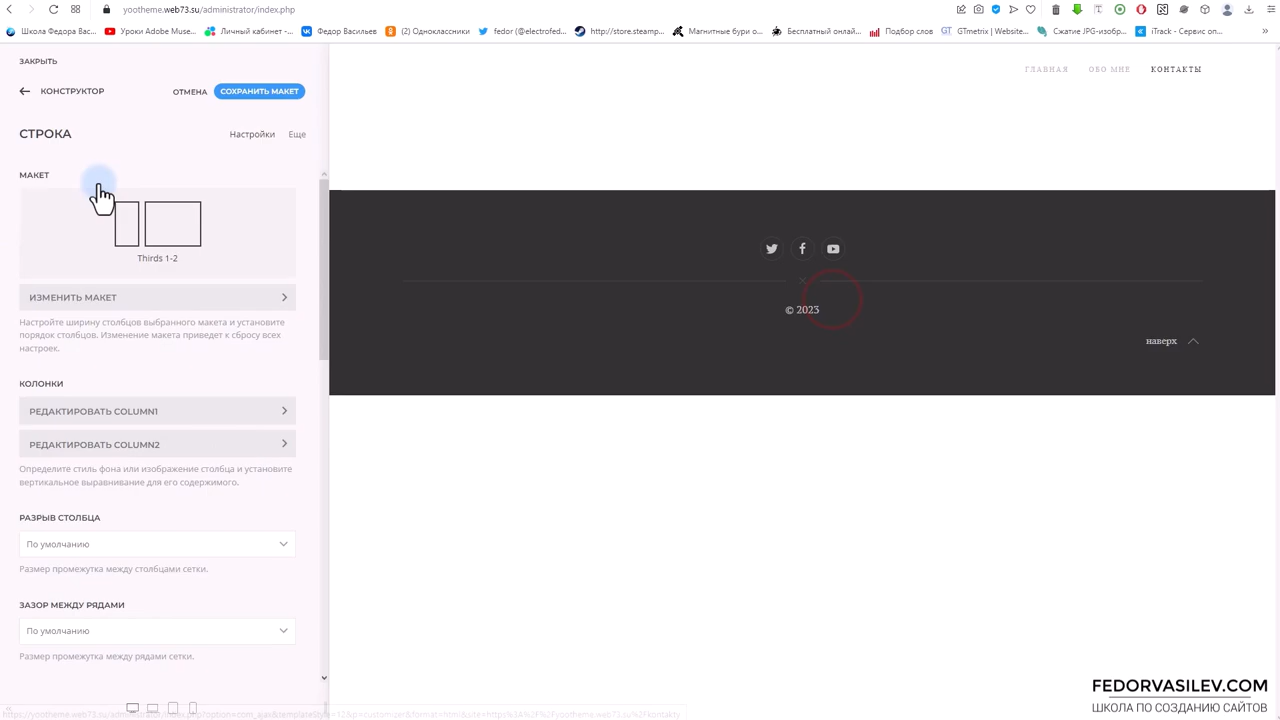 yootheme.web73.su/administrator/index.php
Школа Федора Вас...
Уроки Adobe Muse...
Личный кабинет -...
Федор Васильев
(2) Одноклассники
fedor (@electrofed...
http://store.steamp...
Магнитные бури о...
Бесплатный онлай...
Подбор слов
GTmetrix | Website...
Сжатие JPG-изобр...
iTrack - Сервис оп...
ЗАКРЫТЬ
КОНСТРУКТОР
ОТМЕНА
СОХРАНИТЬ МАКЕТ
СТРОКА
Настройки
Еще
МАКЕТ
Thirds 1-2
ИЗМЕНИТЬ МАКЕТ
Настройте ширину столбцов выбранного макета и установите
порядок столбцов. Изменение макета приведет к сбросу всех
настроек.
КОЛОНКИ
РЕДАКТИРОВАТЬ COLUMN1
РЕДАКТИРОВАТЬ COLUMN2
Определите стиль фона или изображение столбца и установите
вертикальное выравнивание для его содержимого.
РАЗРЫВ СТОЛБЦА
По умолчанию
Размер промежутка между столбцами сетки.
ЗАЗОР МЕЖДУ РЯДАМИ
По умолчанию
Размер промежутка между рядами сетки.
ГЛАВНАЯ
ОБО МНЕ
КОНТАКТЫ
© 2023
наверх
FEDORVASILEV.COM
ШКОЛА ПО СОЗДАНИЮ САЙТОВ